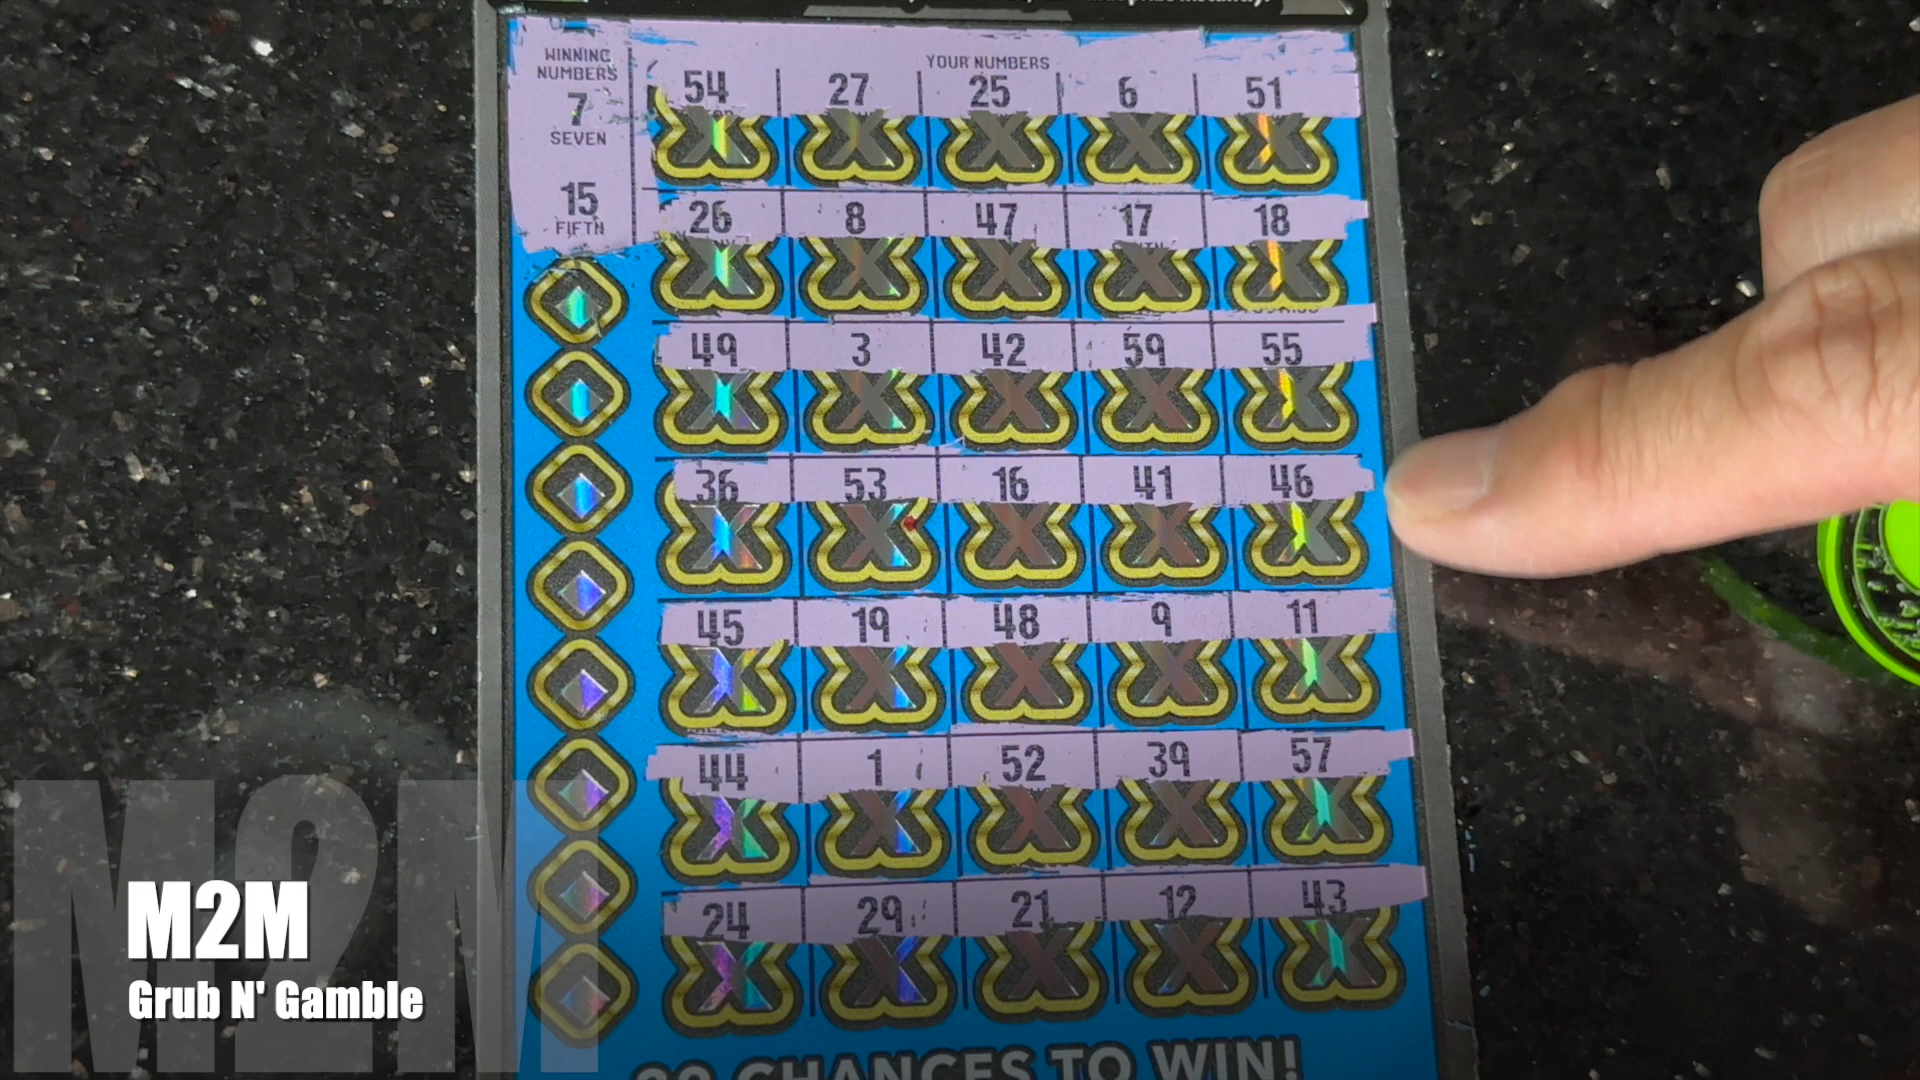 WINNING
NUMBERS
YOUR NUMBERS
7
SEVEN
15
FIFTN
54 27 25 6 51
26 8 47 17 18
49 3 42 59 55
36 53 16 41 46
45 19 48 9 11
44 1 52 39 57
24 29 21 12 43
CHANCES TO WIN!
M2M
M2M
Grub N' Gamble